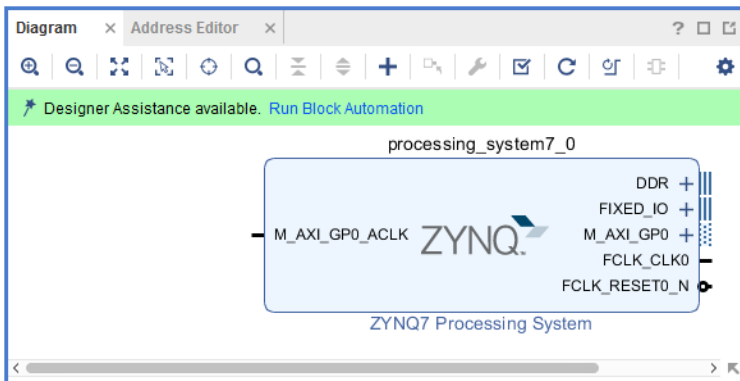 Diagram
Address Editor
Designer Assistance available. Run Block Automation
processing_system7_0
DDR
FIXED_IO
M_AXI_GP0_ACLK
ZYNQ
M_AXI_GP0
FCLK_CLK0
FCLK_RESET0_N
ZYNQ7 Processing System